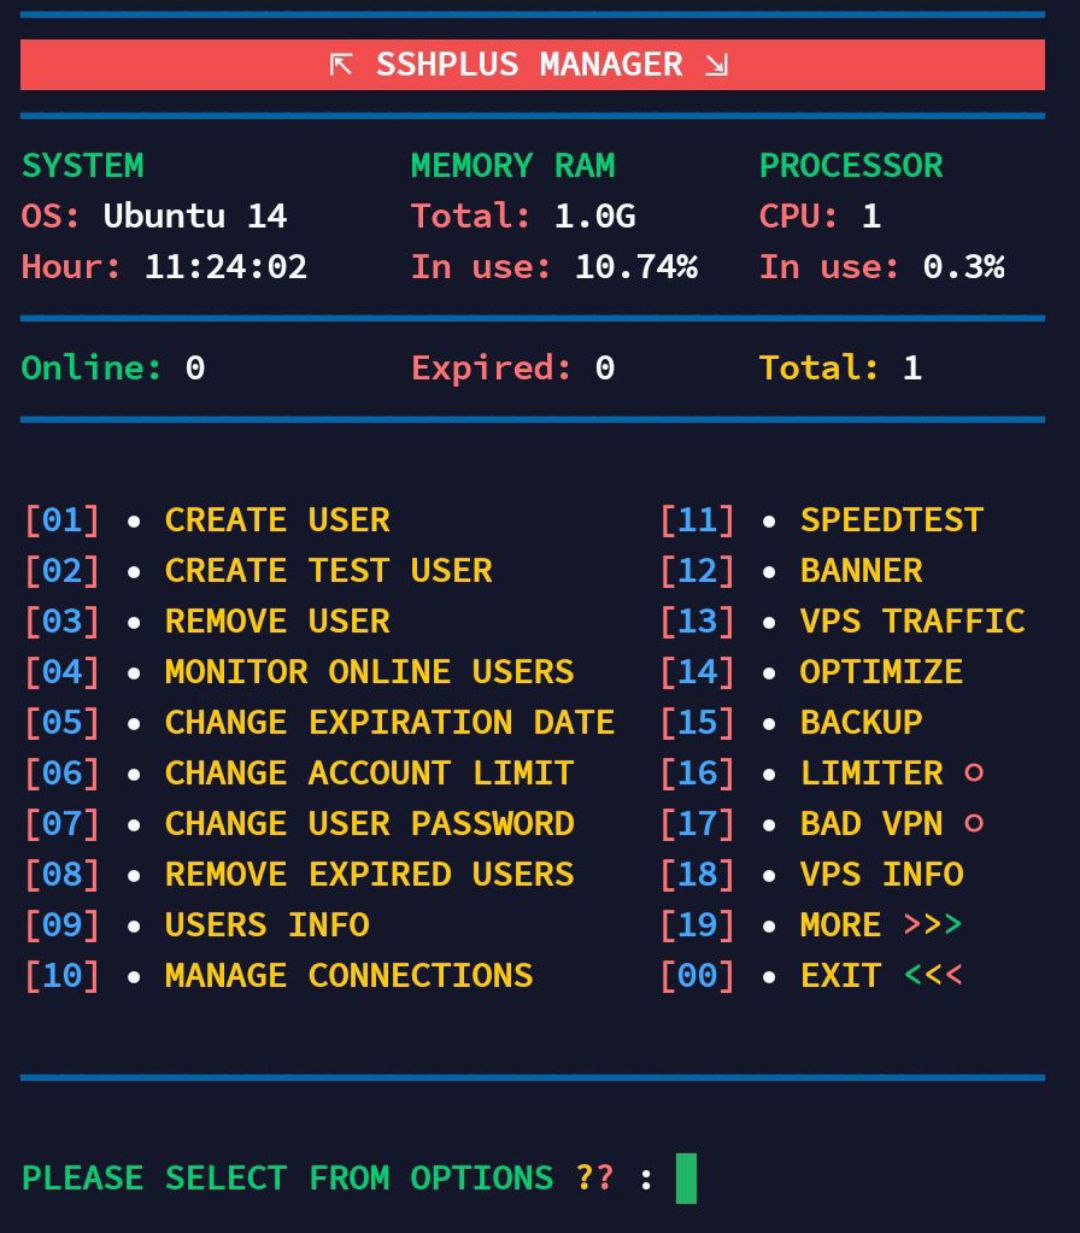 ⇱ SSHPLUS MANAGER ⇲
SYSTEM MEMORY RAM PROCESSOR
OS: Ubuntu 14 Total: 1.0G CPU: 1
Hour: 11:24:02 In use: 10.74% In use: 0.3%
Online: 0 Expired: 0 Total: 1
[01] • CREATE USER [11] • SPEEDTEST
[02] • CREATE TEST USER [12] • BANNER
[03] • REMOVE USER [13] • VPS TRAFFIC
[04] • MONITOR ONLINE USERS [14] • OPTIMIZE
[05] • CHANGE EXPIRATION DATE [15] • BACKUP
[06] • CHANGE ACCOUNT LIMIT [16] • LIMITER ○
[07] • CHANGE USER PASSWORD [17] • BAD VPN ○
[08] • REMOVE EXPIRED USERS [18] • VPS INFO
[09] • USERS INFO [19] • MORE >>>
[10] • MANAGE CONNECTIONS [00] • EXIT <<<
PLEASE SELECT FROM OPTIONS ?? :